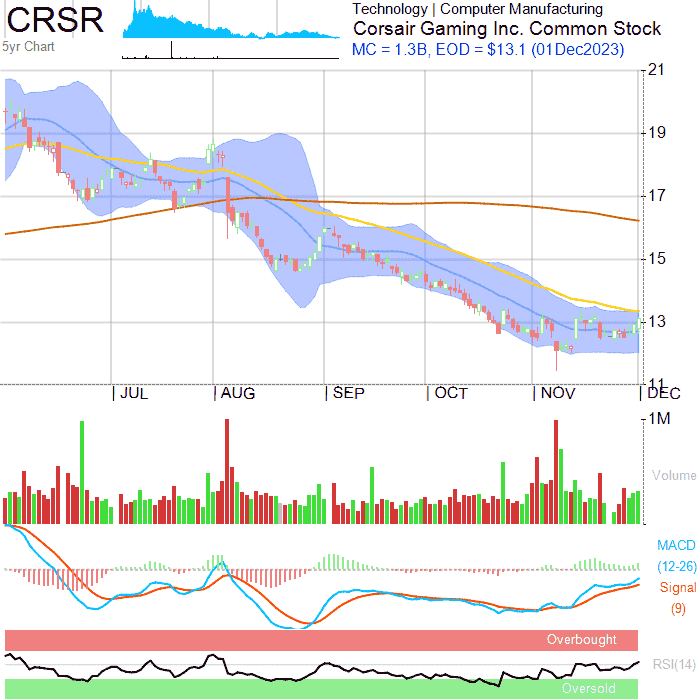 CRSR
5yr Chart
Technology | Computer Manufacturing
Corsair Gaming Inc. Common Stock
MC = 1.3B, EOD = $13.1 (01Dec2023)
21
19
17
15
13
11
JUL AUG SEP OCT NOV DEC
1M
Volume
MACD
(12-26)
Signal
(9)
Overbought
RSI(14)
Oversold